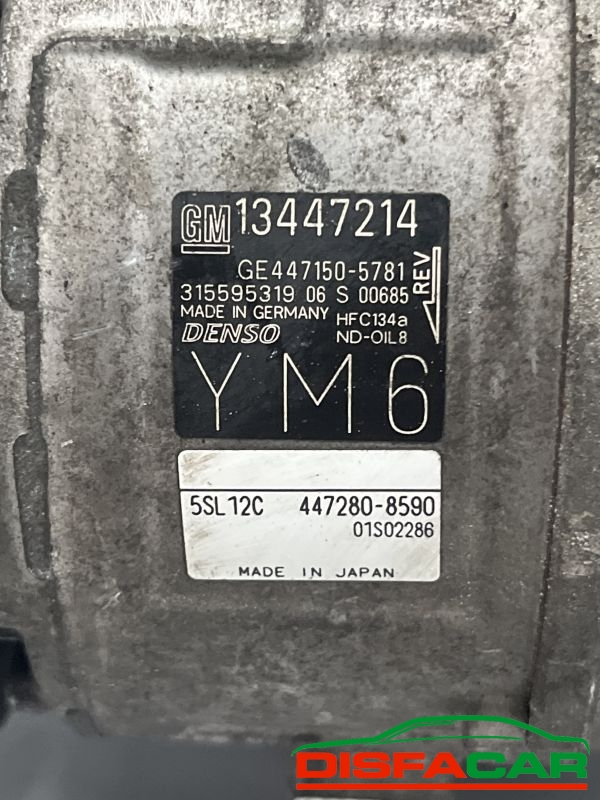 GM 13447214
GE447150-5781
315595319 06 S 00685
REV
MADE IN GERMANY HFC134a
DENSO ND-OIL8
YM6
5SL12C 447280-8590
01S02286
MADE IN JAPAN
DISFACAR